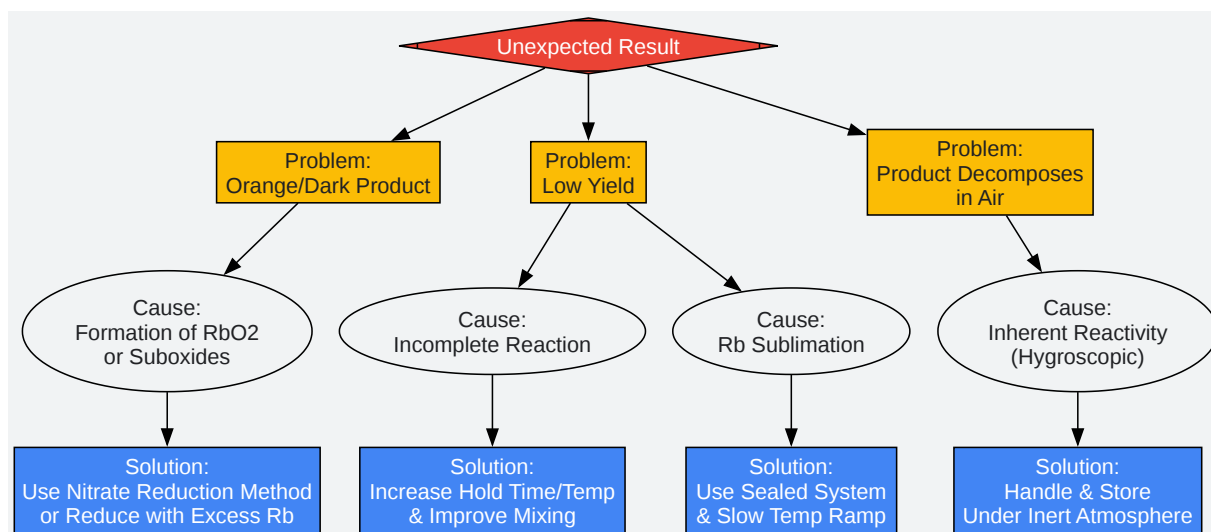 Unexpected Result
Problem:
Orange/Dark Product
Problem:
Low Yield
Problem:
Product Decomposes
in Air
Cause:
Formation of RbO2
or Suboxides
Cause:
Incomplete Reaction
Cause:
Rb Sublimation
Cause:
Inherent Reactivity
(Hygroscopic)
Solution:
Use Nitrate Reduction Method
or Reduce with Excess Rb
Solution:
Increase Hold Time/Temp
& Improve Mixing
Solution:
Use Sealed System
& Slow Temp Ramp
Solution:
Handle & Store
Under Inert Atmosphere